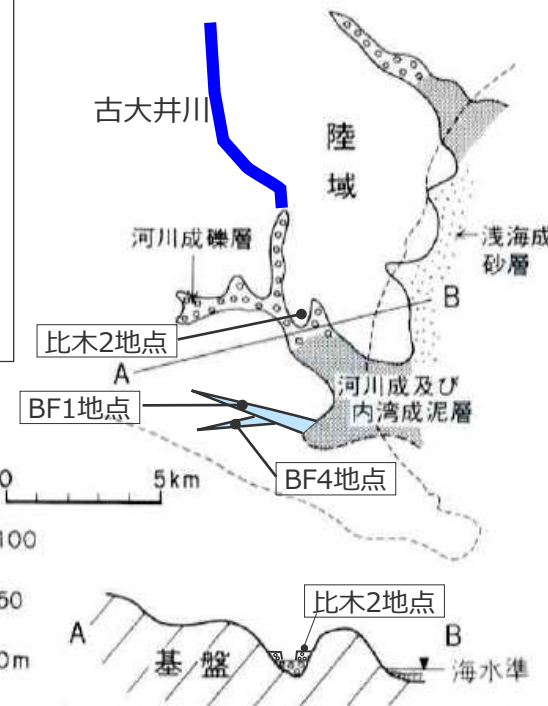 古大井川
陸
域
河川成礫層
浅海成
砂層
比木2地点
B
A
河川成及び
内湾成泥層
BF1地点
BF4地点
0
5km
100
50
比木2地点
A
B
基盤
0m
海水準